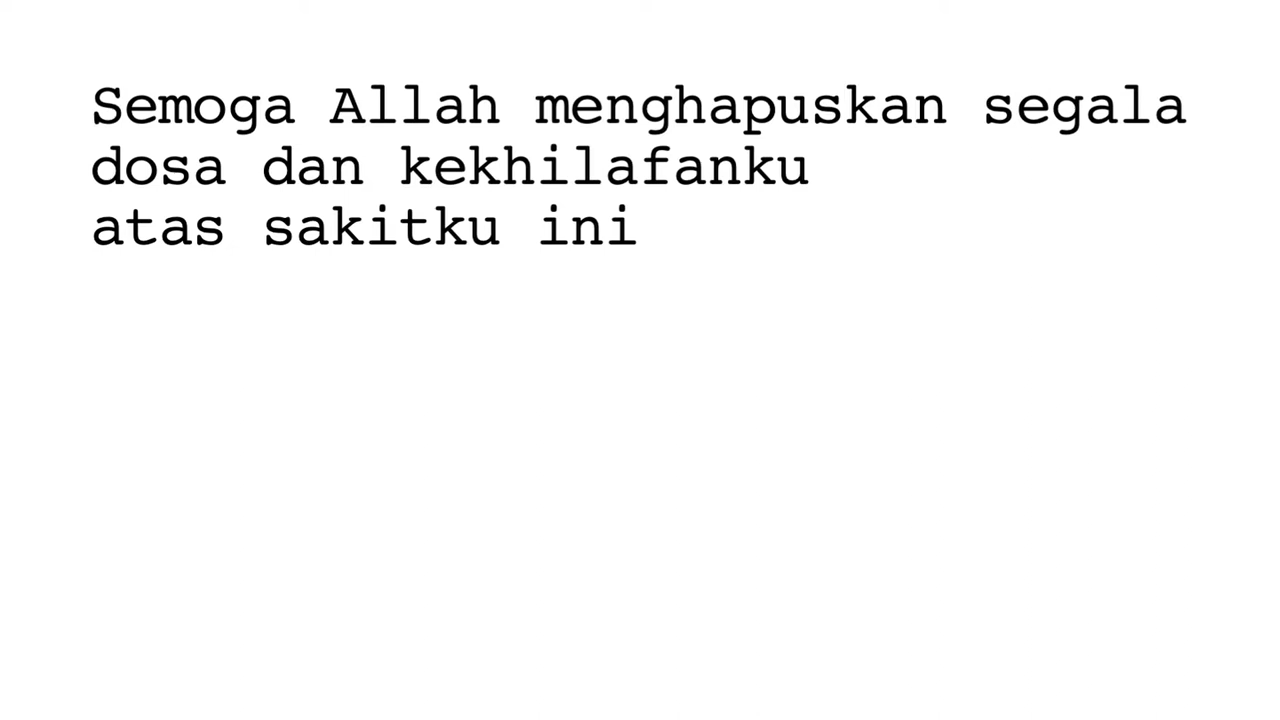 Semoga Allah menghapuskan segala
dosa dan kekhilafanku
atas sakitku ini